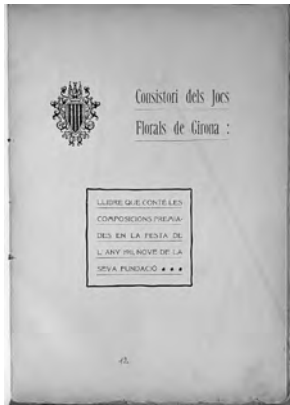 Consistori dels Jocs
Florals de Girona :
LLIBRE QUE CONTÉ LES
COMPOSICIONS PREMIA-
DES EN LA FESTA DE
L'ANY NOVÈ DE LA
SEVA FUNDACIÓ